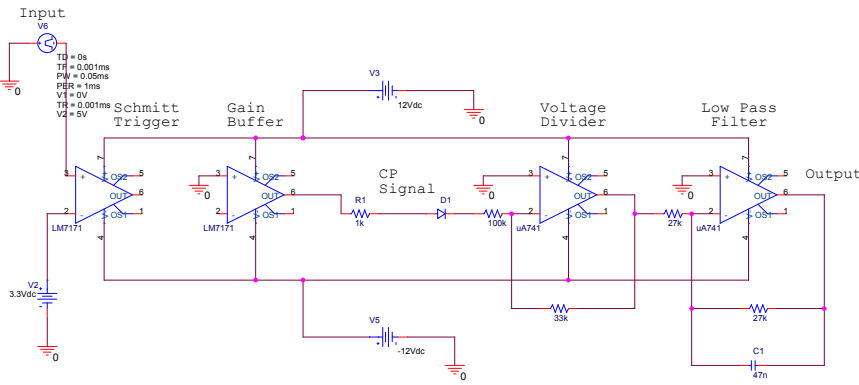 Input
V6
0
TD = 0s
TF = 0.001ms
PW = 0.05ms
PER = 1ms
V1 = 0V
TR = 0.001ms
V2 = 5V
V3
12Vdc
0
Schmitt
Trigger
Gain
Buffer
Voltage
Divider
Low Pass
Filter
3
+
2
-
7
4
OS2
5
OUT
6
OS1
1
V+
V-
LM7171
0
3
+
2
-
7
4
OS2
5
OUT
6
OS1
1
V+
V-
LM7171
CP
Signal
R1
1k
D1
100k
0
3
+
2
-
7
4
OS2
5
OUT
6
OS1
1
V+
V-
uA741
33k
27k
0
3
+
2
-
7
4
OS2
5
OUT
6
OS1
1
V+
V-
uA741
Output
27k
C1
47n
V2
3.3Vdc
0
V5
-12Vdc
0